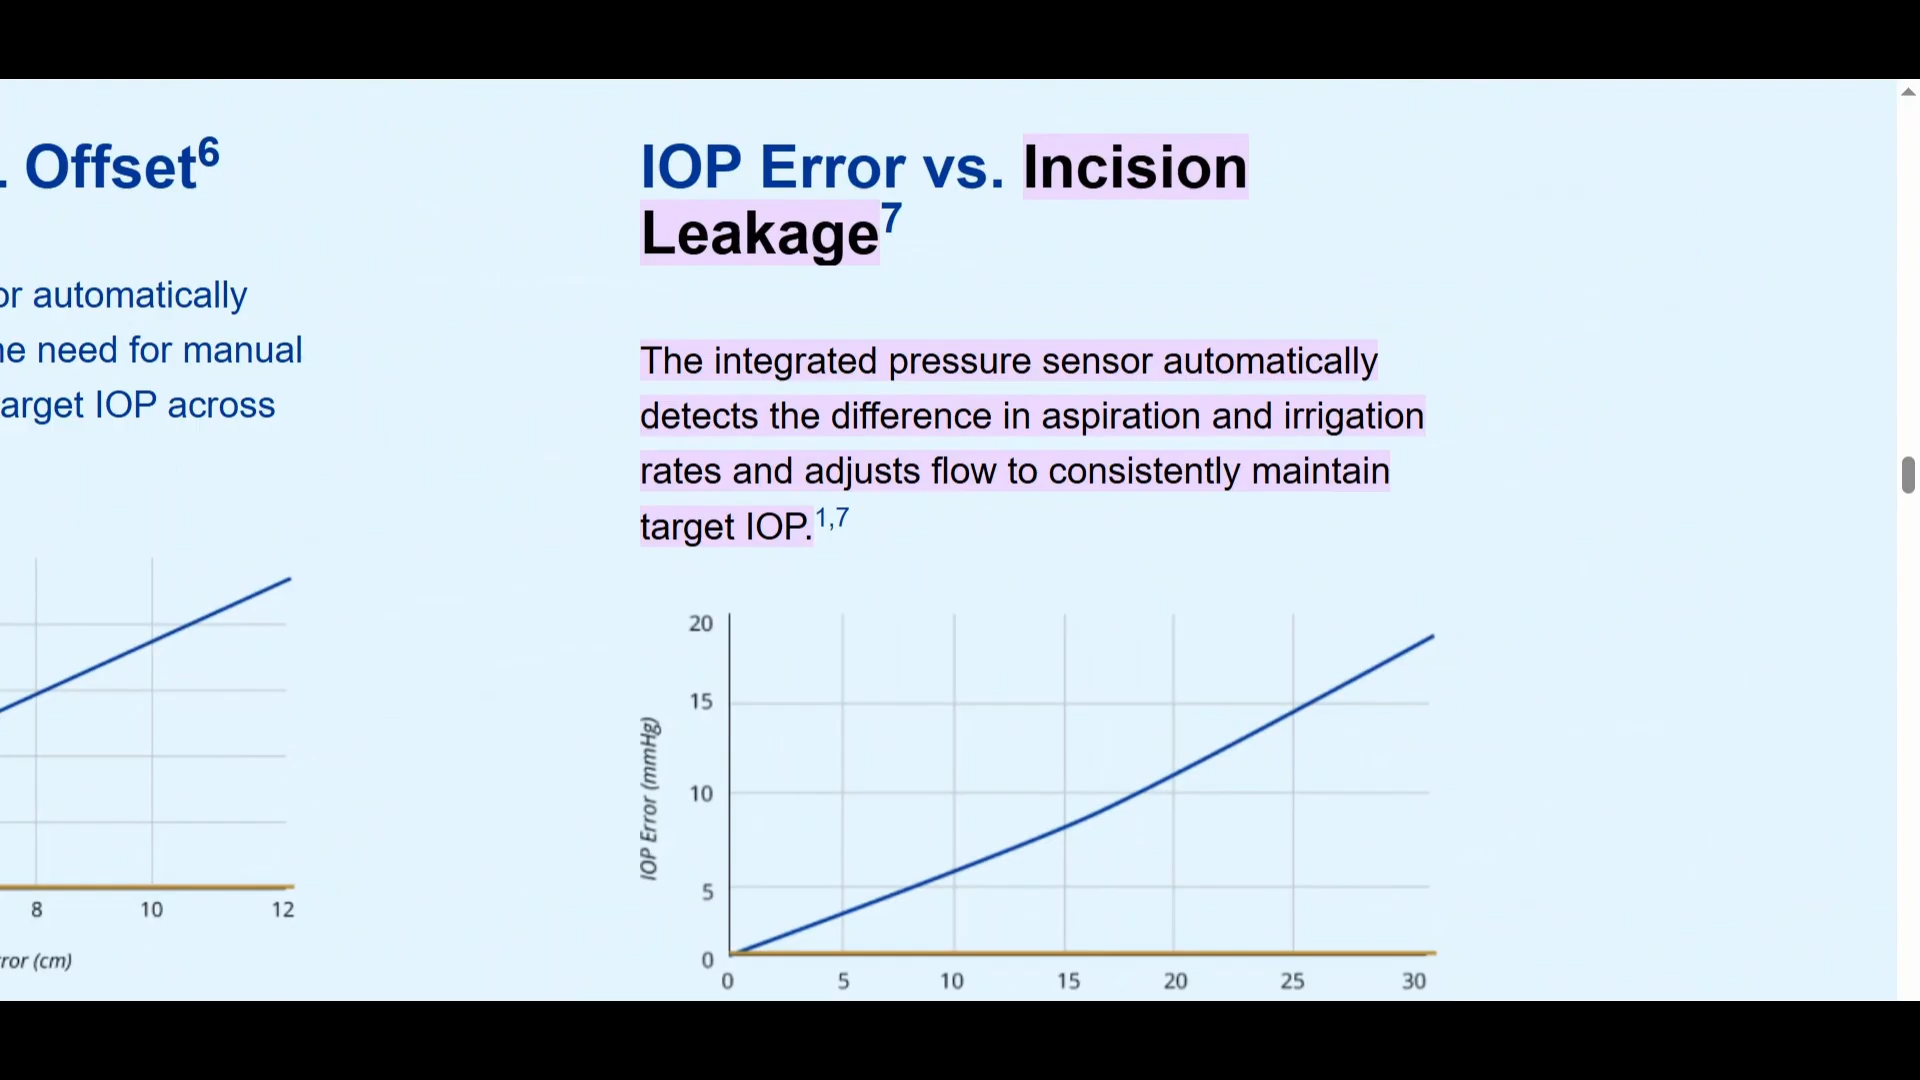 . Offset6
or automatically
he need for manual
arget IOP across
8 10 12
ror (cm)
IOP Error vs. Incision
Leakage7
The integrated pressure sensor automatically
detects the difference in aspiration and irrigation
rates and adjusts flow to consistently maintain
target IOP.1,7
IOP Error (mmHg)
20
15
10
5
0
0 5 10 15 20 25 30